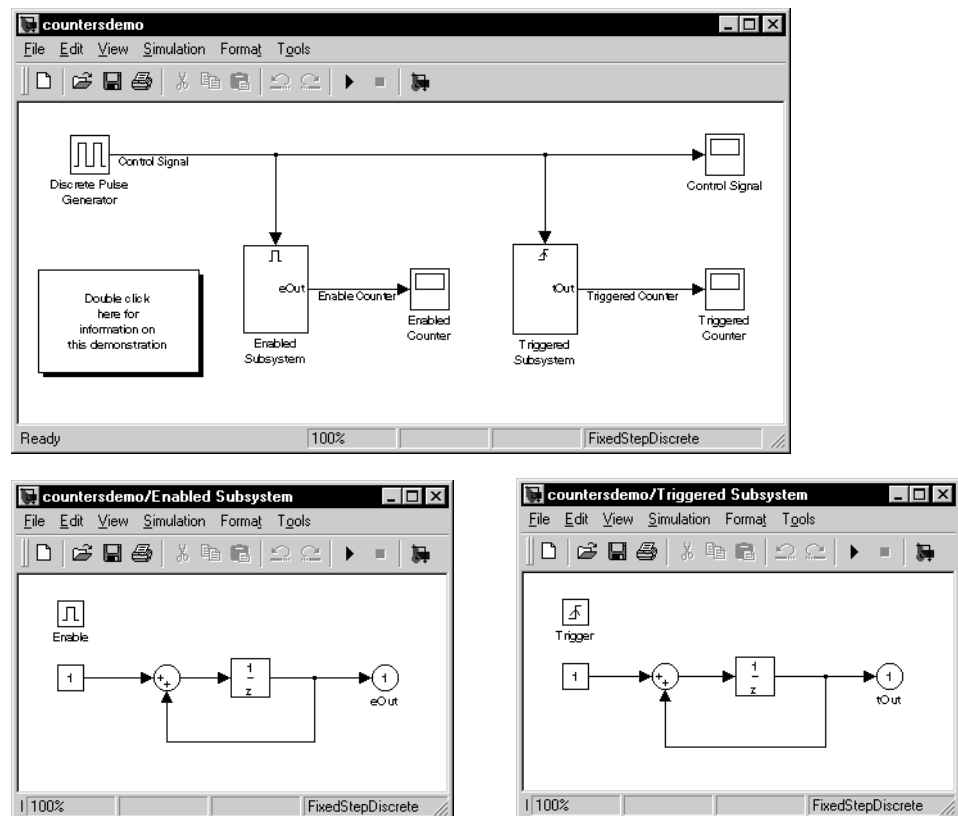 countersdemo
File Edit View Simulation Format Tools
Control Signal
Discrete Pulse
Generator
Control Signal
eOut
Enable Counter
tOut
Triggered Counter
Double click
here for
information on
this demonstration
Enabled
Subsystem
Enabled
Counter
Triggered
Subsystem
Triggered
Counter
Ready
100%
FixedStepDiscrete
countersdemo/Enabled Subsystem
File Edit View Simulation Format Tools
Enable
1
+
+
1
z
1
eOut
100%
FixedStepDiscrete
countersdemo/Triggered Subsystem
File Edit View Simulation Format Tools
Trigger
1
+
+
1
z
1
tOut
100%
FixedStepDiscrete